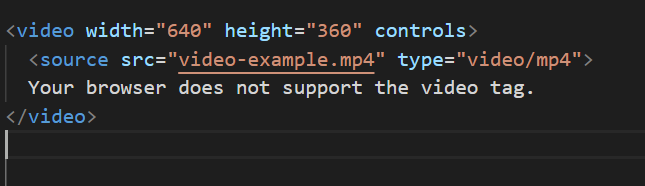 <video width="640" height="360" controls>
<source src="video-example.mp4" type="video/mp4">
Your browser does not support the video tag.
</video>